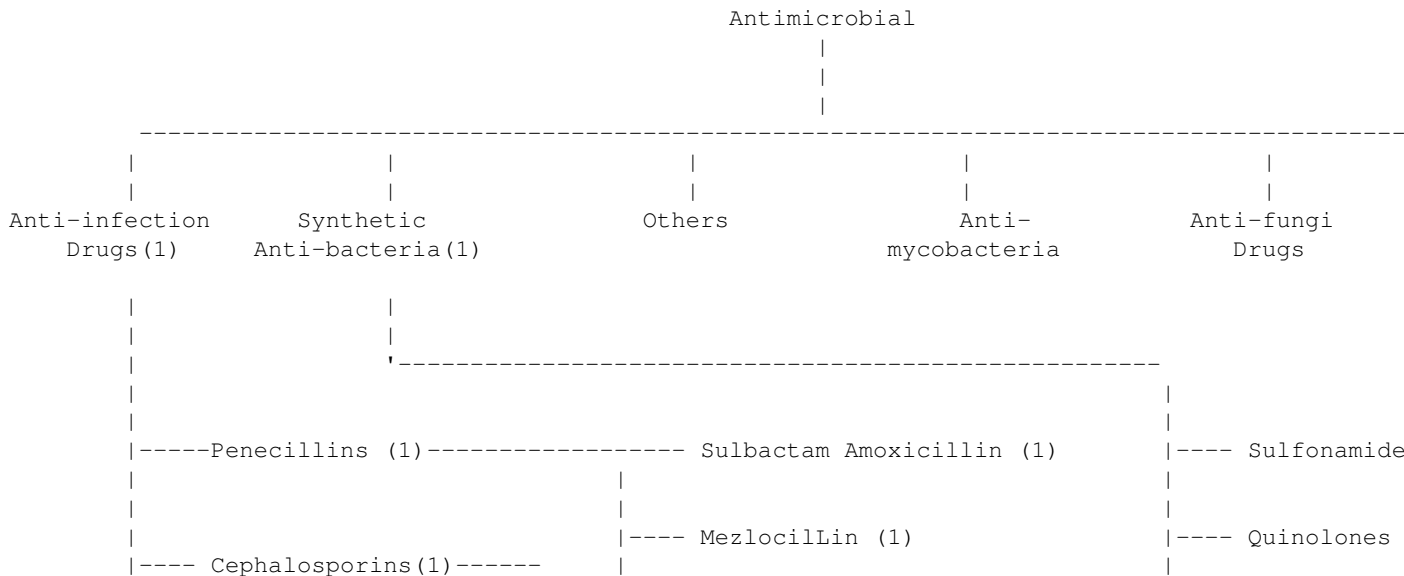 Antimicrobial
Anti-infection Synthetic Others Anti- Anti-fungi
Drugs(1) Anti-bacteria(1) mycobacteria Drugs
Penecillins (1) Sulbactam Amoxicillin (1) Sulfonamide
MezlocilLin (1) Quinolones
Cephalosporins(1)